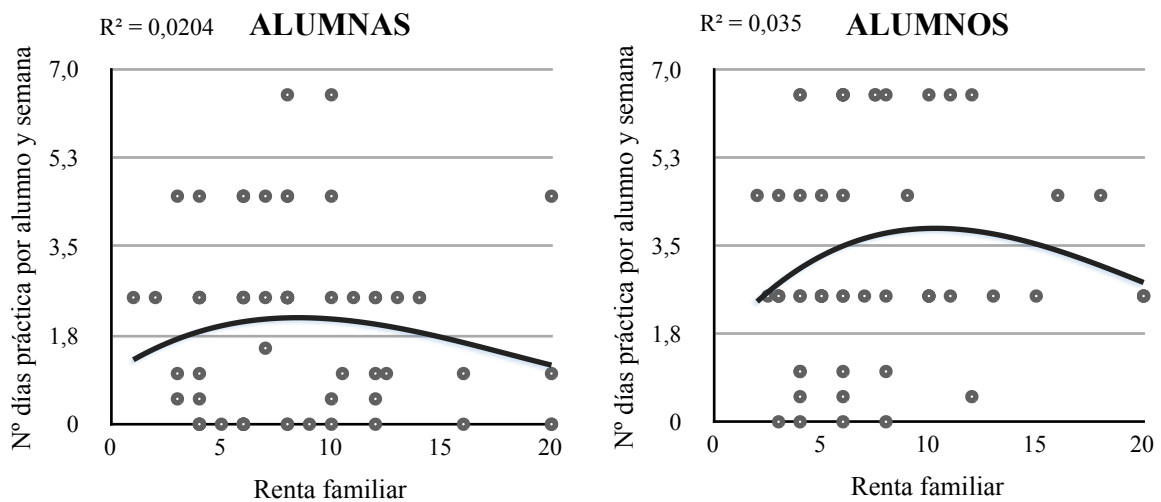 R² = 0,0204
ALUMNAS
Nº días práctica por alumno y semana
7,0
5,3
3,5
1,8
0
0
5
10
15
20
Renta familiar
R² = 0,035
ALUMNOS
Nº días práctica por alumno y semana
7,0
5,3
3,5
1,8
0
0
5
10
15
20
Renta familiar